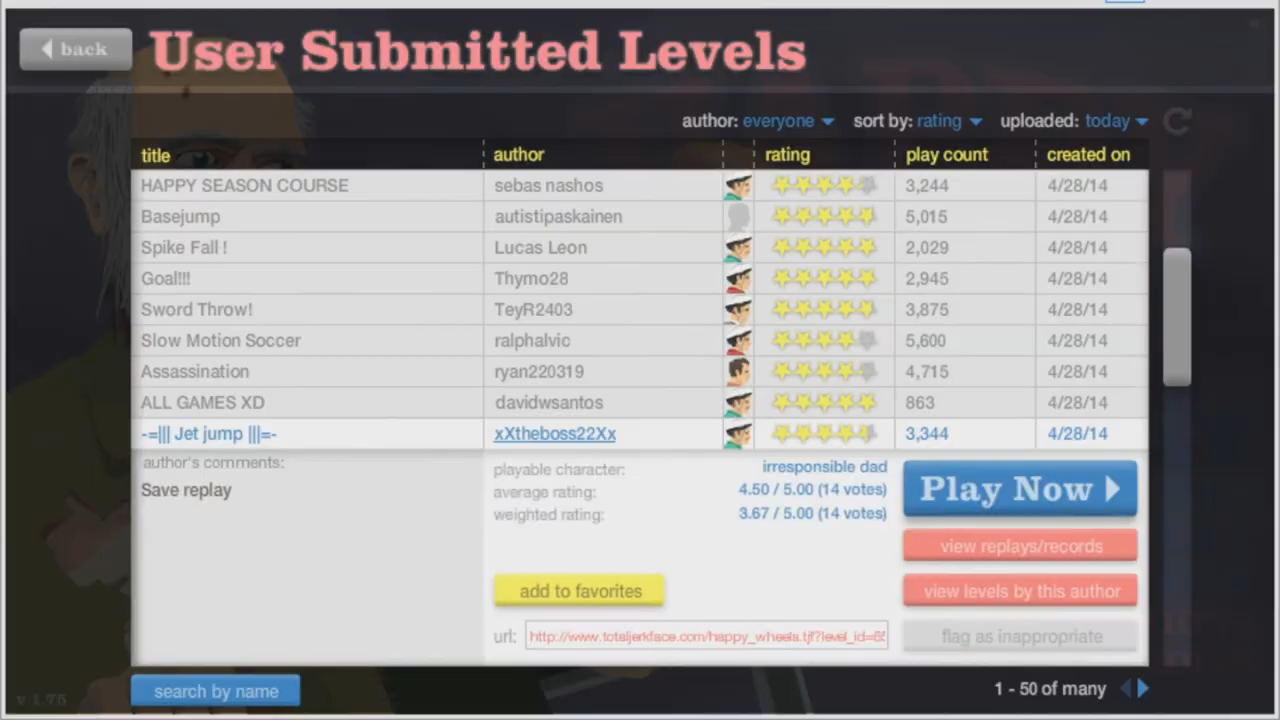 back
User Submitted Levels
author: everyone sort by: rating uploaded: today
title author rating play count created on
HAPPY SEASON COURSE sebas nashos 3,244 4/28/14
Basejump autistipaskainen 5,015 4/28/14
Spike Fall ! Lucas Leon 2,029 4/28/14
Goal!!! Thymo28 2,945 4/28/14
Sword Throw! TeyR2403 3,875 4/28/14
Slow Motion Soccer ralphalvic 5,600 4/28/14
Assassination ryan220319 4,715 4/28/14
ALL GAMES XD davidwsantos 863 4/28/14
-=||| Jet jump |||=- xXtheboss22Xx 3,344 4/28/14
author's comments:
Save replay
playable character: irresponsible dad
average rating: 4.50 / 5.00 (14 votes)
weighted rating: 3.67 / 5.00 (14 votes)
Play Now
view replays/records
add to favorites
view levels by this author
url: http://www.totaljerkface.com/happy_wheels.tjf?level_id=65
flag as inappropriate
search by name
1 - 50 of many
v 1.75